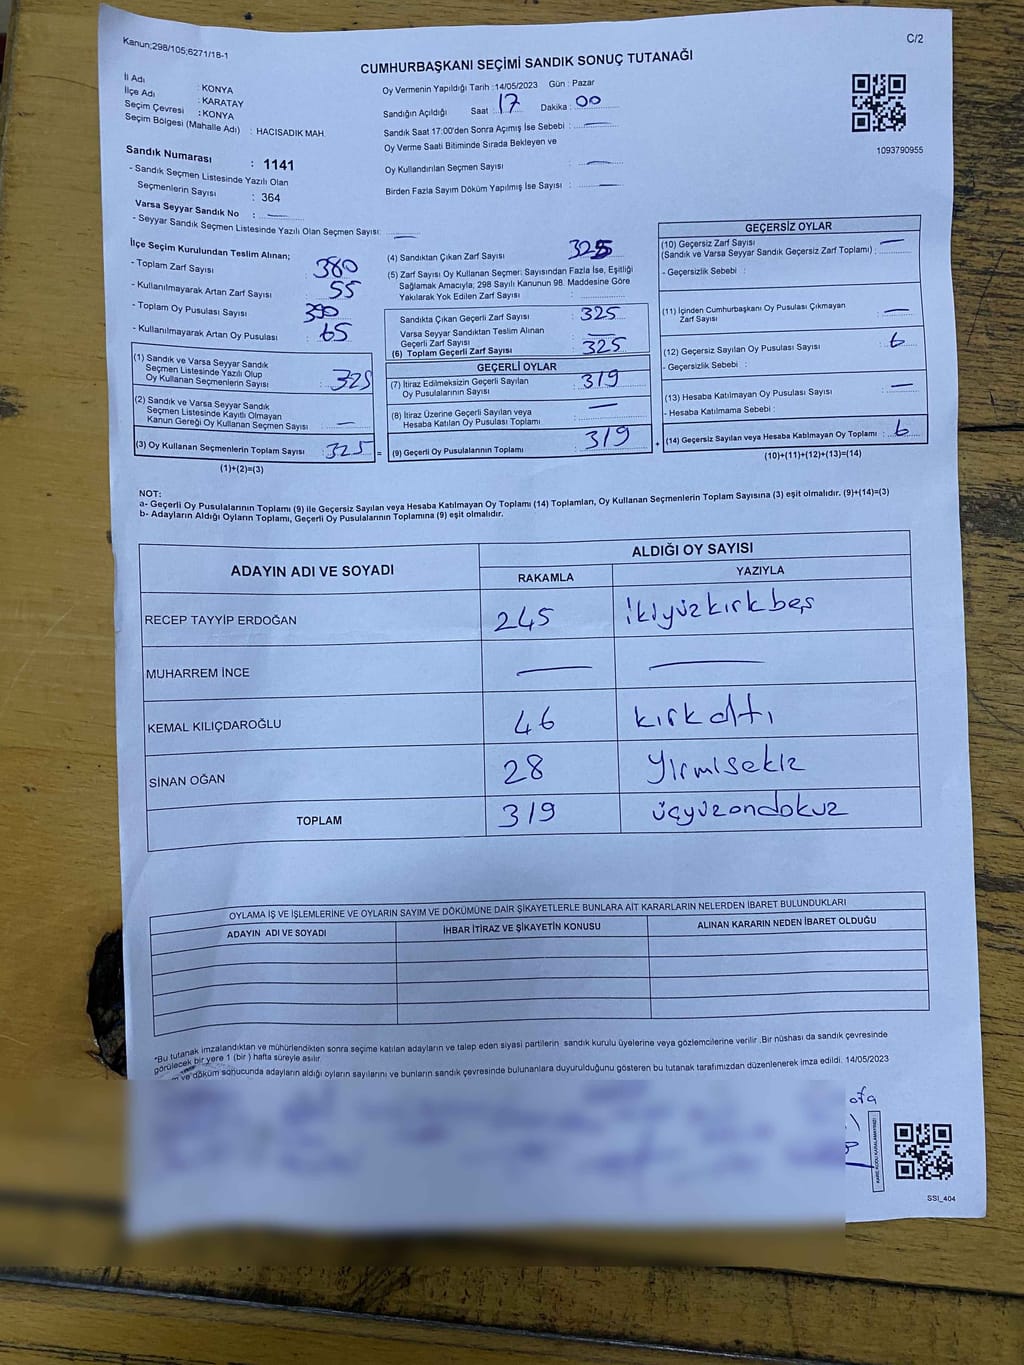 Kanun;298/105;6271/18-1
C/2
CUMHURBAŞKANI SEÇİMİ SANDIK SONUÇ TUTANAĞI
İl Adı : KONYA
İlçe Adı : KARATAY
Seçim Çevresi : KONYA
Seçim Bölgesi (Mahalle Adı) : HACISADIK MAH
Sandık Numarası : 1141
- Sandık Seçmen Listesinde Yazılı Olan
Seçmenlerin Sayısı : 364
Varsa Seyyar Sandık No :
- Seyyar Sandık Seçmen Listesinde Yazılı Olan Seçmen Sayısı:
Oy Vermenin Yapıldığı Tarih :14/05/2023 Gün : Pazar
Sandığın Açıldığı Saat : 17 Dakika : 00
Sandık Saat 17:00'den Sonra Açımış İse Sebebi :
Oy Verme Saati Bitiminde Sırada Bekleyen ve
Oy Kullandırılan Seçmen Sayısı :
Birden Fazla Sayım Döküm Yapılmış İse Sayısı :
1093790955
İlçe Seçim Kurulundan Teslim Alınan;
- Toplam Zarf Sayısı : 380
- Kullanılmayarak Artan Zarf Sayısı : 55
- Toplam Oy Pusulası Sayısı : 390
- Kullanılmayarak Artan Oy Pusulası : 65
(1) Sandık ve Varsa Seyyar Sandık
Seçmen Listesinde Yazılı Olup
Oy Kullanan Seçmenlerin Sayısı : 325
(2) Sandık ve Varsa Seyyar Sandık
Seçmen Listesinde Kayıtlı Olmayan
Kanun Gereği Oy Kullanan Seçmen Sayısı :
(3) Oy Kullanan Seçmenlerin Toplam Sayısı : 325 =
(1)+(2)=(3)
(4) Sandıktan Çıkan Zarf Sayısı : 325
(5) Zarf Sayısı Oy Kullanan Seçmen Sayısından Fazla İse, Eşitliği
Sağlamak Amacıyla; 298 Sayılı Kanunun 98. Maddesine Göre
Yakılarak Yok Edilen Zarf Sayısı :
Sandıkta Çıkan Geçerli Zarf Sayısı : 325
Varsa Seyyar Sandıktan Teslim Alınan
Geçerli Zarf Sayısı :
(6) Toplam Geçerli Zarf Sayısı : 325
GEÇERLİ OYLAR
(7) İtiraz Edilmeksizin Geçerli Sayılan
Oy Pusulalarının Sayısı : 319
(8) İtiraz Üzerine Geçerli Sayılan veya
Hesaba Katılan Oy Pusulası Toplamı :
(9) Geçerli Oy Pusulalarının Toplamı : 319 +
GEÇERSİZ OYLAR
(10) Geçersiz Zarf Sayısı
(Sandık ve Varsa Seyyar Sandık Geçersiz Zarf Toplamı) :
- Geçersizlik Sebebi :
(11) İçinden Cumhurbaşkanı Oy Pusulası Çıkmayan
Zarf Sayısı :
(12) Geçersiz Sayılan Oy Pusulası Sayısı : 6
- Geçersizlik Sebebi :
(13) Hesaba Katılmayan Oy Pusulası Sayısı :
- Hesaba Katılmama Sebebi :
(14) Geçersiz Sayılan veya Hesaba Katılmayan Oy Toplamı : 6
(10)+(11)+(12)+(13)=(14)
NOT:
a- Geçerli Oy Pusulalarının Toplamı (9) ile Geçersiz Sayılan veya Hesaba Katılmayan Oy Toplamı (14) Toplamları, Oy Kullanan Seçmenlerin Toplam Sayısına (3) eşit olmalıdır. (9)+(14)=(3)
b- Adayların Aldığı Oyların Toplamı, Geçerli Oy Pusulalarının Toplamına (9) eşit olmalıdır.
ADAYIN ADI VE SOYADI
ALDIĞI OY SAYISI
RAKAMLA YAZIYLA
RECEP TAYYİP ERDOĞAN 245 ikiyüzkırkbeş
MUHARREM İNCE
KEMAL KILIÇDAROĞLU 46 kırkaltı
SİNAN OĞAN 28 Yirmisekiz
TOPLAM 319 üçyüzondokuz
OYLAMA İŞ VE İŞLEMLERİNE VE OYLARIN SAYIM VE DÖKÜMÜNE DAİR ŞİKAYETLERLE BUNLARA AİT KARARLARIN NELERDEN İBARET BULUNDUKLARI
ADAYIN ADI VE SOYADI İHBAR İTİRAZ VE ŞİKAYETİN KONUSU ALINAN KARARIN NEDEN İBARET OLDUĞU
*Bu tutanak imzalandıktan ve mühürlendikten sonra seçime katılan adayların ve talep eden siyasi partilerin sandık kurulu üyelerine veya gözlemcilerine verilir .Bir nüshası da sandık çevresinde
görülecek bir yere 1 (bir ) hafta süreyle asılır.
ve döküm sonucunda adayların aldığı oyların sayılarını ve bunların sandık çevresinde bulunanlara duyurulduğunu gösteren bu tutanak tarafımızdan düzenlenerek imza edildi. 14/05/2023
SSI_404